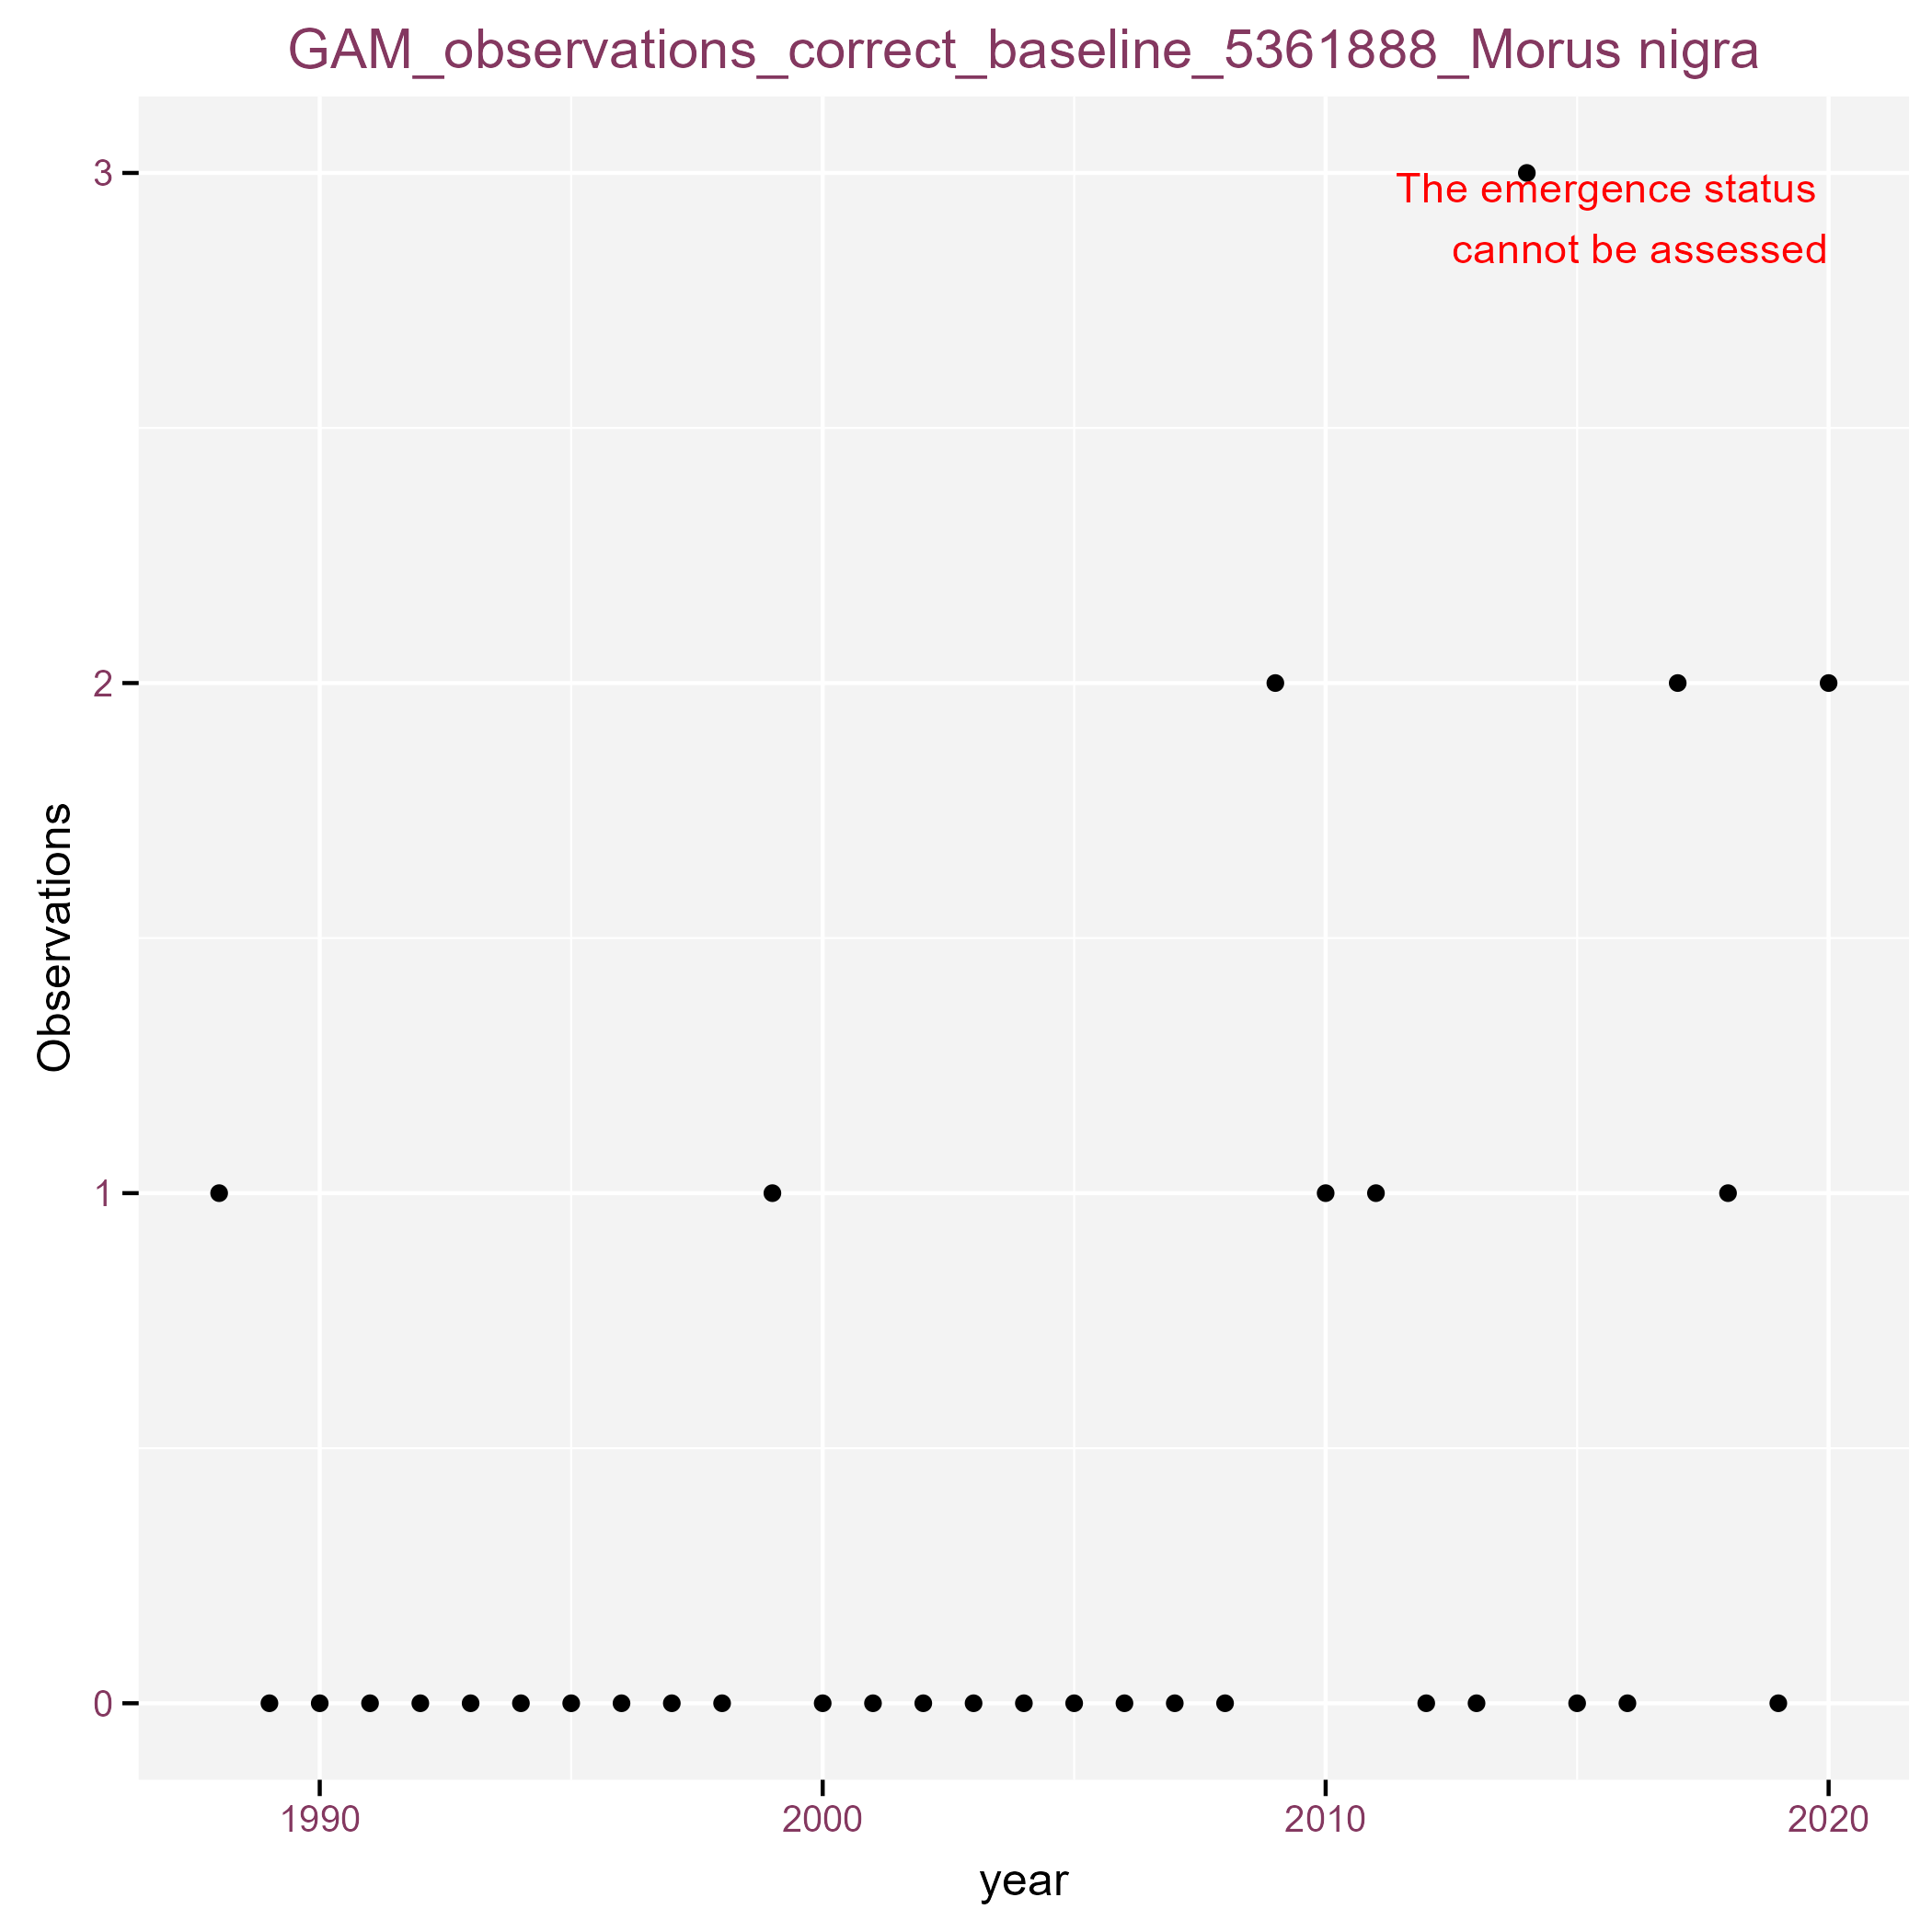 GAM_observations_correct_baseline_5361888_Morus nigra
3
The emergence status
cannot be assessed
2
Observations
1
0
1990 2000 2010 2020
year